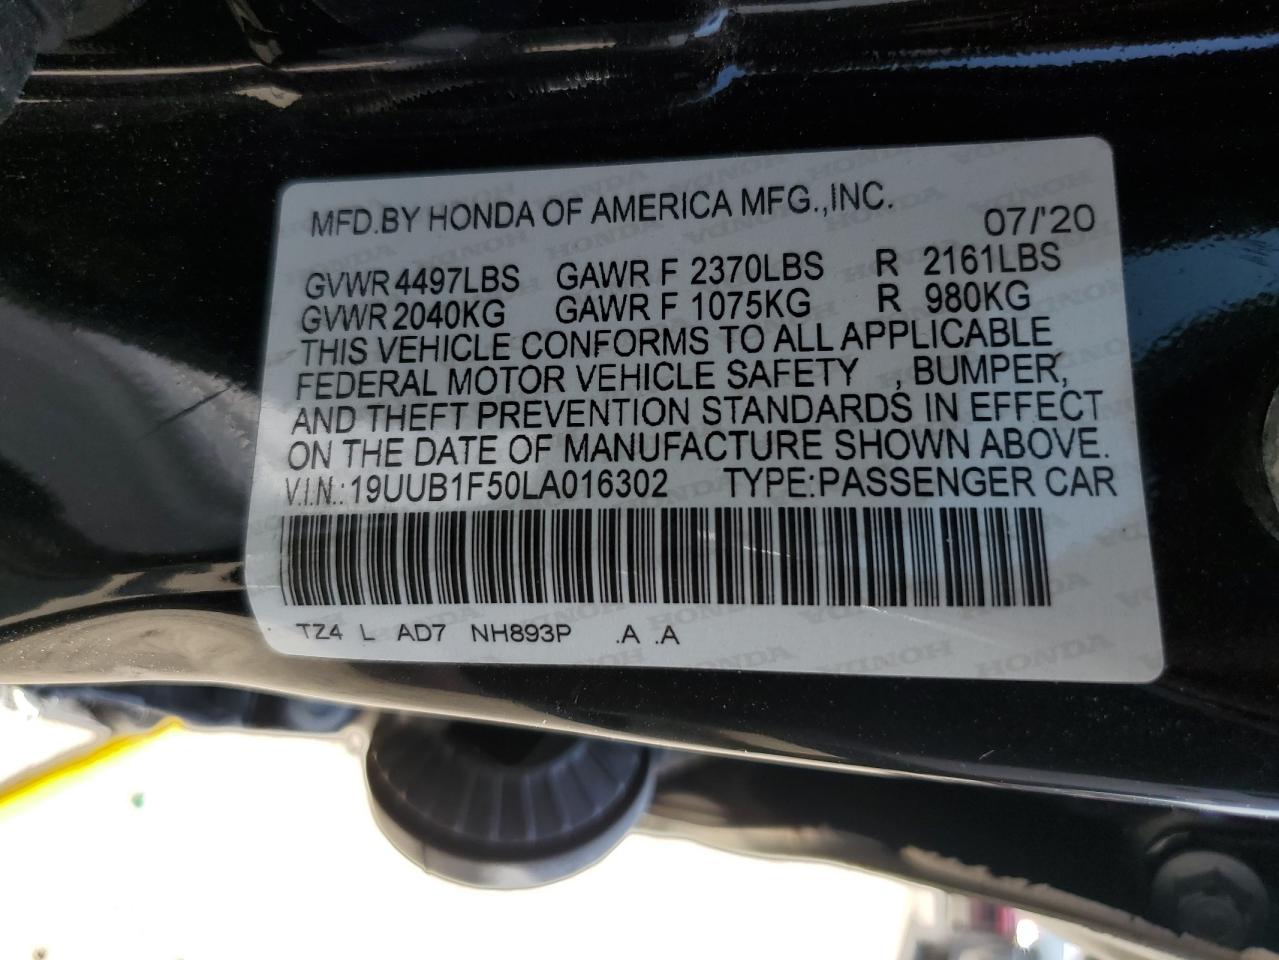 MFD.BY HONDA OF AMERICA MFG.,INC.
07/'20
GVWR 4497LBS GAWR F 2370LBS R 2161LBS
GVWR 2040KG GAWR F 1075KG R 980KG
THIS VEHICLE CONFORMS TO ALL APPLICABLE
FEDERAL MOTOR VEHICLE SAFETY , BUMPER,
AND THEFT PREVENTION STANDARDS IN EFFECT
ON THE DATE OF MANUFACTURE SHOWN ABOVE.
V.I.N.:19UUB1F50LA016302 TYPE:PASSENGER CAR
TZ4 L AD7 NH893P .A .A